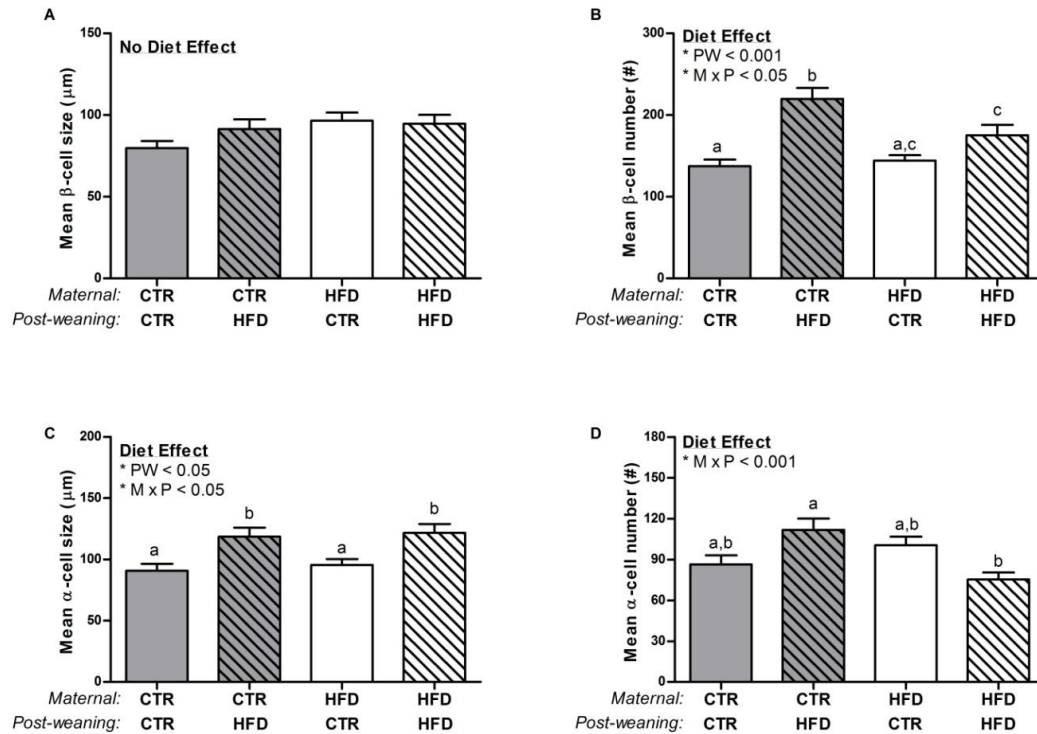 A
Mean β-cell size (μm)
150
100
50
0
No Diet Effect
Maternal: CTR CTR HFD HFD
Post-weaning: CTR HFD CTR HFD
B
Mean β-cell number (#)
300
200
100
0
Diet Effect
* PW < 0.001
* M x P < 0.05
a b a,c c
Maternal: CTR CTR HFD HFD
Post-weaning: CTR HFD CTR HFD
C
Mean α-cell size (μm)
200
150
100
50
0
Diet Effect
* PW < 0.05
* M x P < 0.05
a b a b
Maternal: CTR CTR HFD HFD
Post-weaning: CTR HFD CTR HFD
D
Mean α-cell number (#)
180
150
120
90
60
30
0
Diet Effect
* M x P < 0.001
a,b a a,b b
Maternal: CTR CTR HFD HFD
Post-weaning: CTR HFD CTR HFD